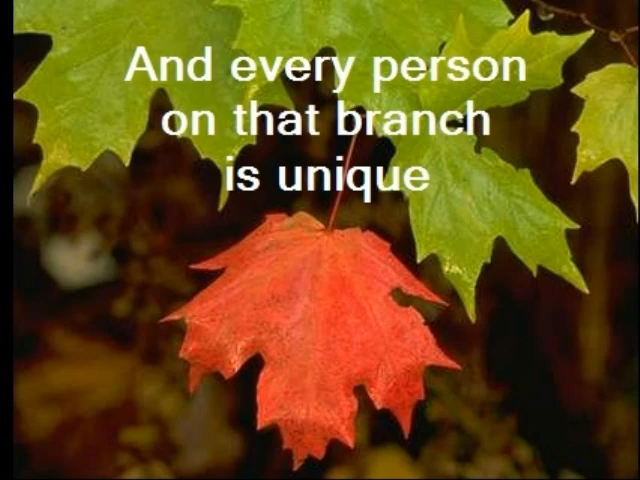 And every person
on that branch
is unique